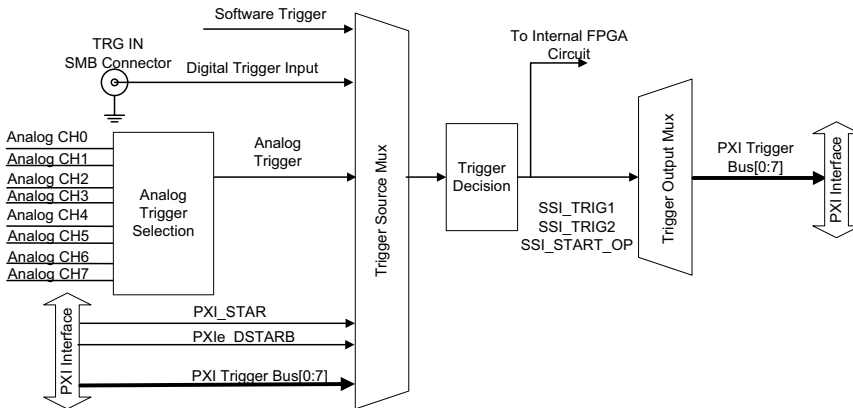 Software Trigger
TRG IN
SMB Connector
Digital Trigger Input
Analog CH0
Analog CH1
Analog CH2
Analog CH3
Analog CH4
Analog CH5
Analog CH6
Analog CH7
Analog
Trigger
Selection
Analog
Trigger
PXI Interface
PXI_STAR
PXIe_DSTARB
PXI Trigger Bus[0:7]
Trigger Source Mux
Trigger
Decision
To Internal FPGA
Circuit
SSI_TRIG1
SSI_TRIG2
SSI_START_OP
Trigger Output Mux
PXI Trigger
Bus[0:7]
PXI Interface